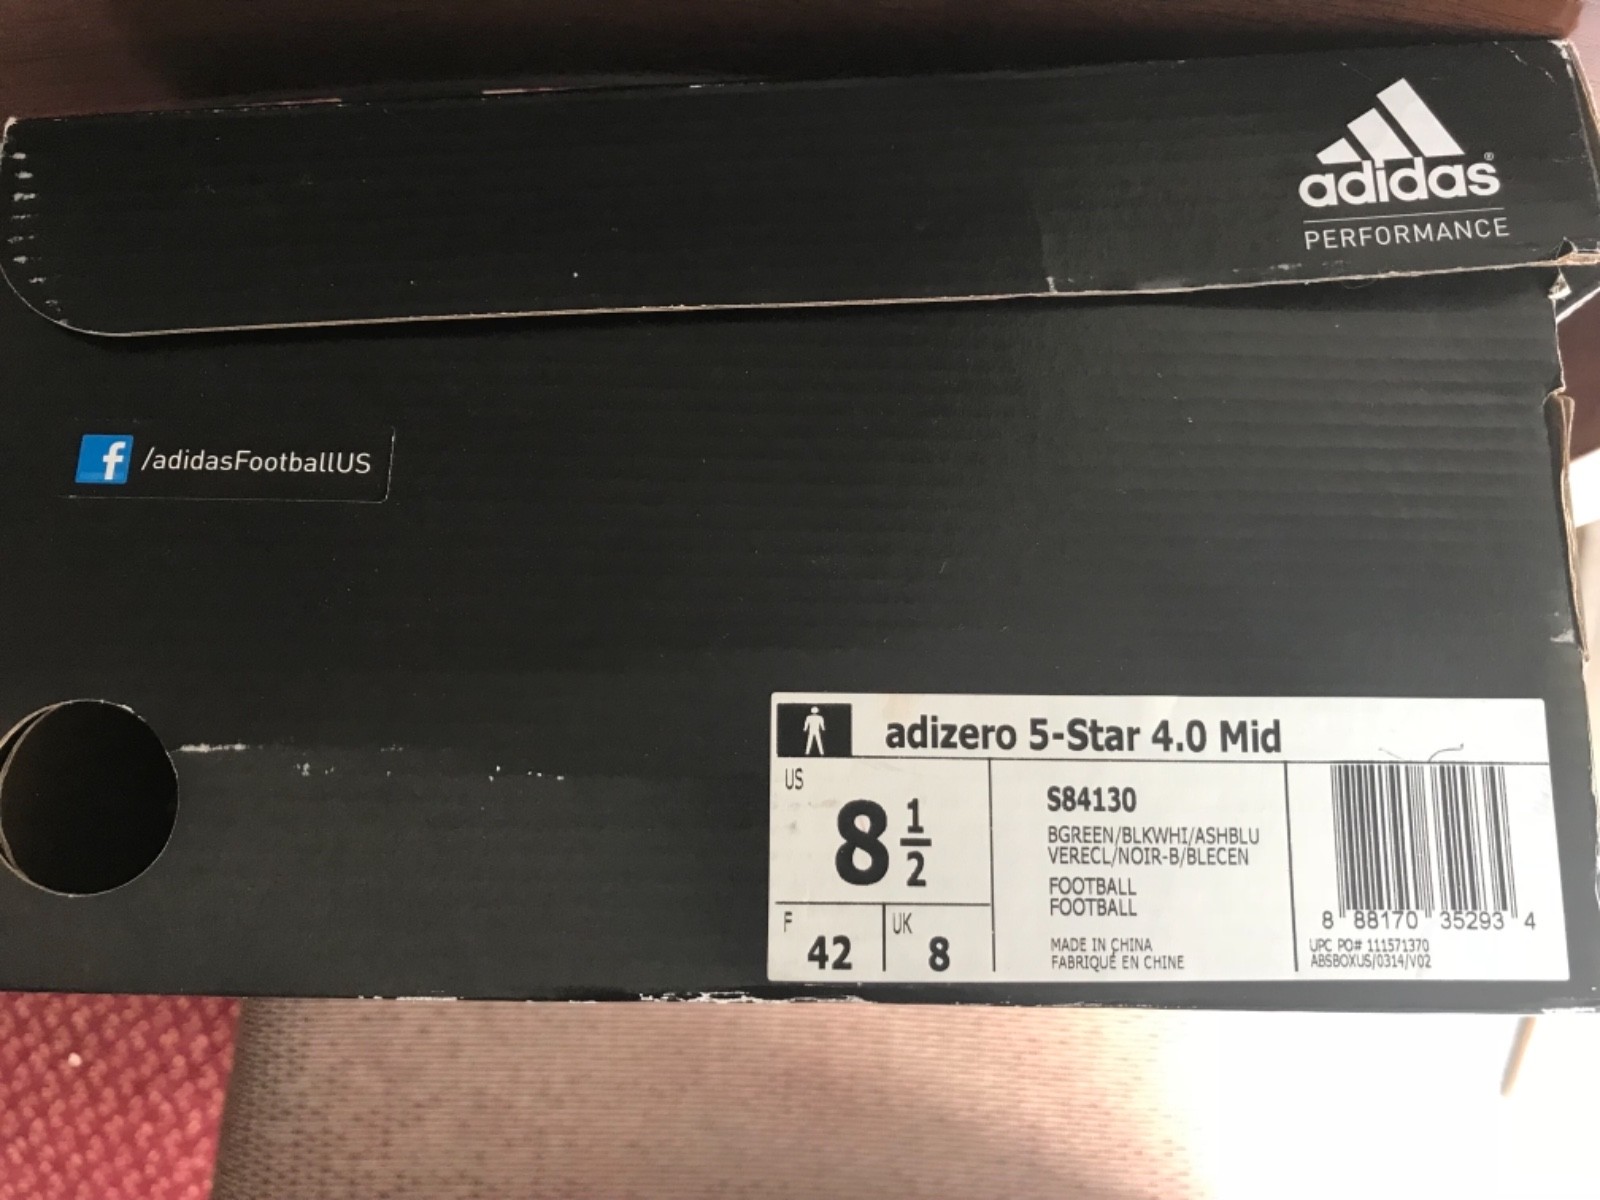 adidas®
PERFORMANCE
f /adidasFootballUS
adizero 5-Star 4.0 Mid
US
8 1/2
F
42
UK
8
S84130
BGREEN/BLKWHI/ASHBLU
VERECL/NOIR-B/BLECEN
FOOTBALL
FOOTBALL
MADE IN CHINA
FABRIQUÉ EN CHINE
8 88170 35293 4
UPC PO# 111571370
ABSBOXUS/0314/V02